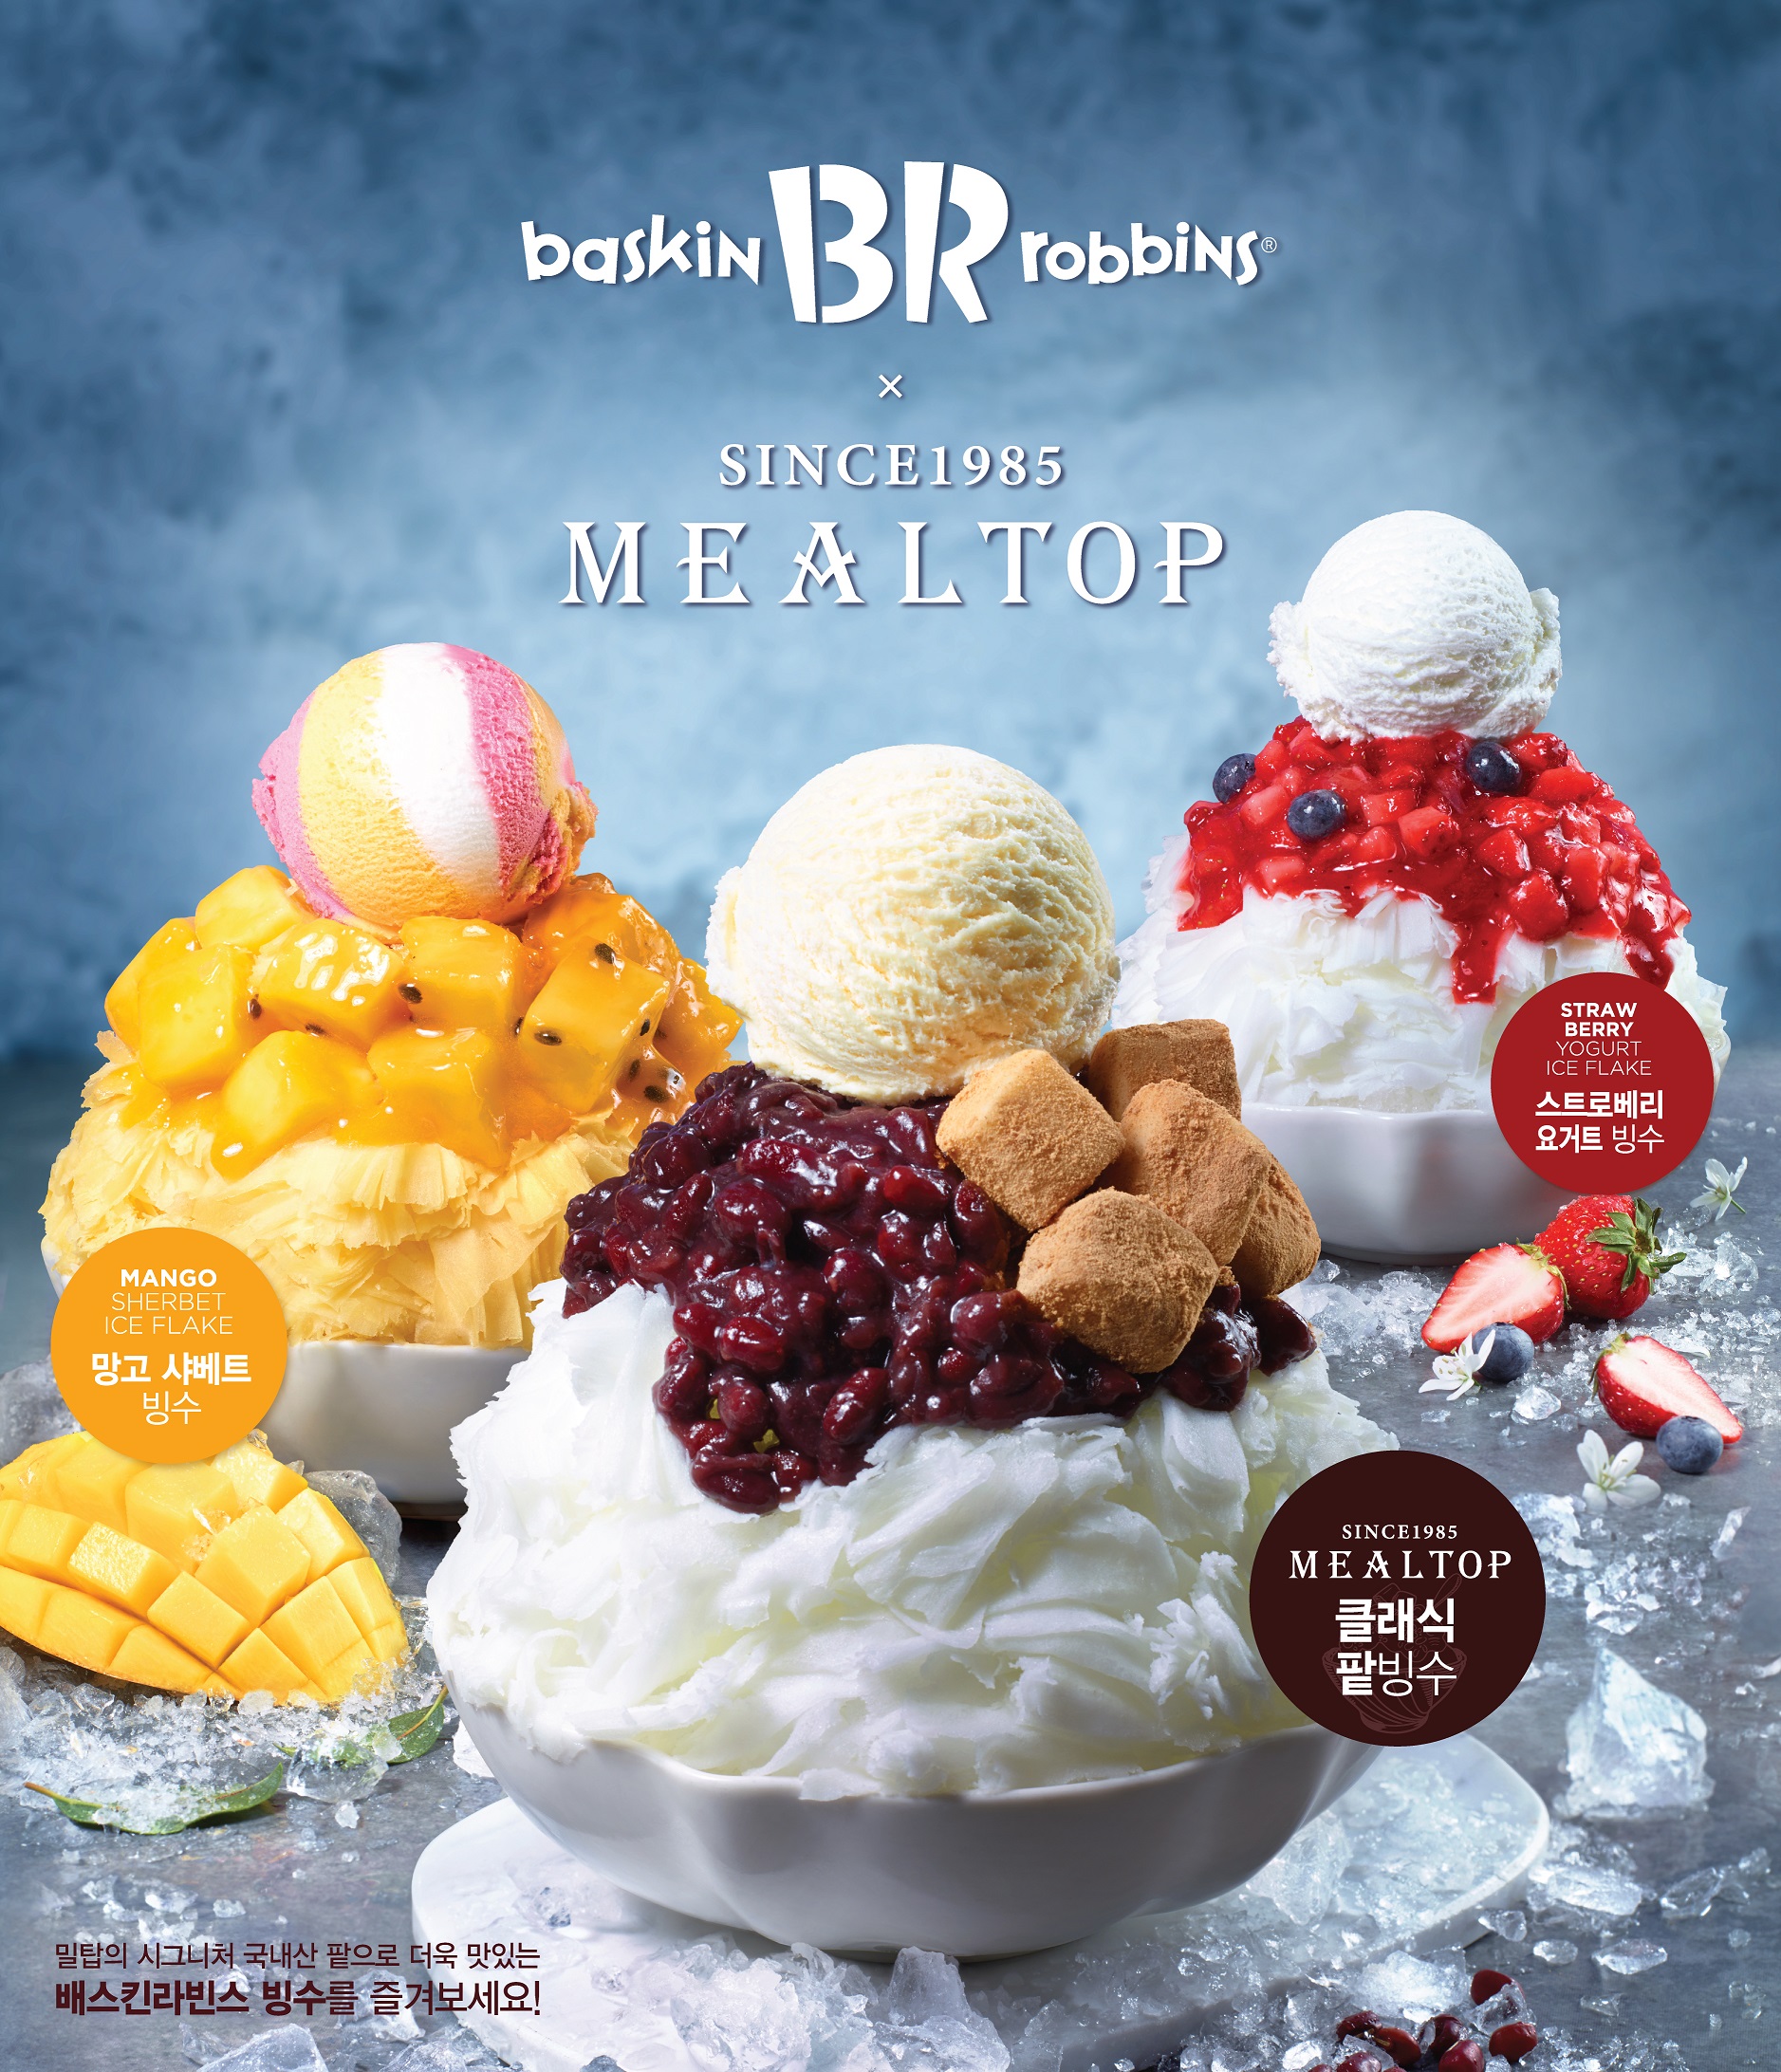 baskin BR robbins®
×
SINCE1985
MEALTOP
STRAW
BERRY
YOGURT
ICE FLAKE
스트로베리
요거트 빙수
MANGO
SHERBET
ICE FLAKE
망고 샤베트
빙수
SINCE1985
MEALTOP
클래식
팥빙수
밀탑의 시그니처 국내산 팥으로 더욱 맛있는
배스킨라빈스 빙수를 즐겨보세요!